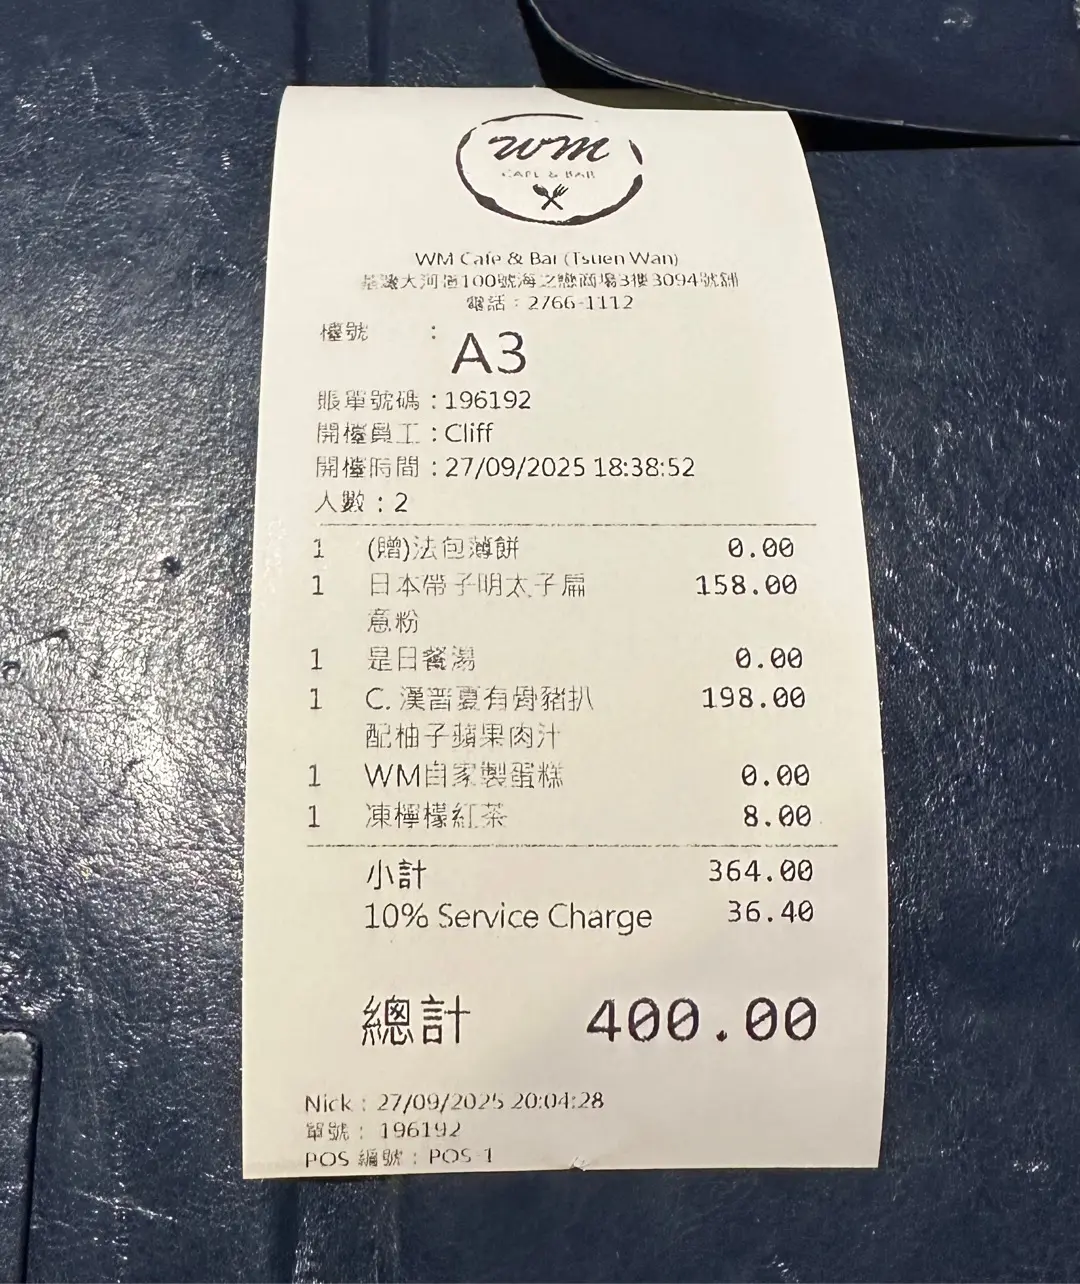 wm
CAFE & BAR
WM Cafe & Bar (Tsuen Wan)
荃灣大河道100號海之戀商場3樓3094號舖
電話：2766-1112
檯號 :
A3
賬單號碼：196192
開檯員工：Cliff
開檯時間：27/09/2025 18:38:52
人數：2
1 (贈)法包薄餅 0.00
1 日本帶子明太子扁 158.00
意粉
1 是日餐湯 0.00
1 C. 漢普夏有骨豬扒 198.00
配柚子蘋果肉汁
1 WM自家製蛋糕 0.00
1 凍檸檬紅茶 8.00
小計 364.00
10% Service Charge 36.40
總計 400.00
Nick：27/09/2025 20:04:28
單號：196192
POS 編號：POS-1